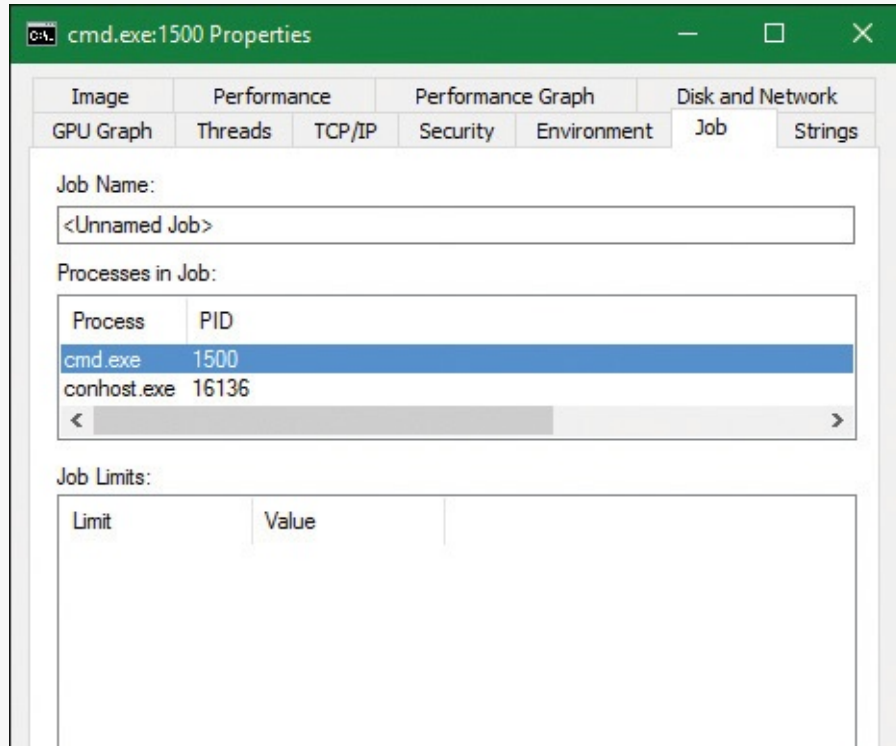 cmd.exe:1500 Properties
Image Performance Performance Graph Disk and Network
GPU Graph Threads TCP/IP Security Environment Job Strings
Job Name:
<Unnamed Job>
Processes in Job:
Process PID
cmd.exe 1500
conhost.exe 16136
Job Limits:
Limit Value